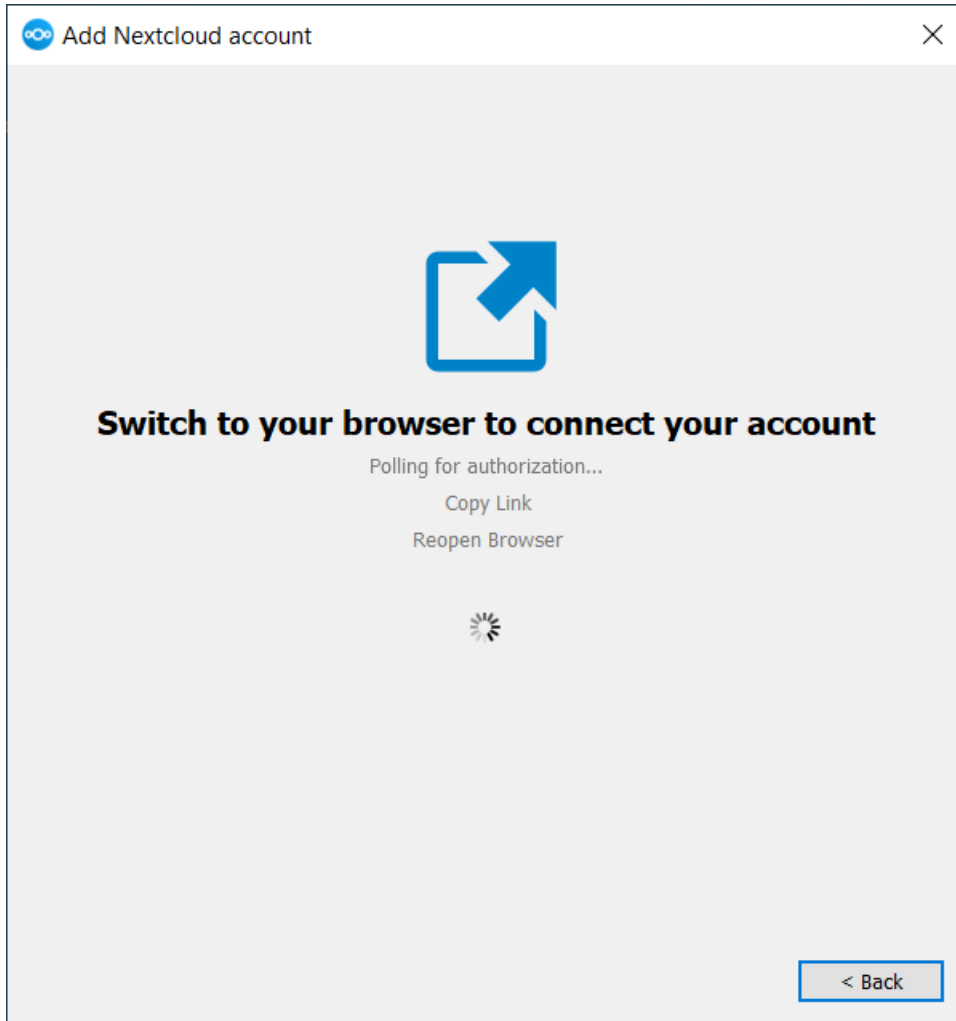 Add Nextcloud account
Switch to your browser to connect your account
Polling for authorization...
Copy Link
Reopen Browser
< Back